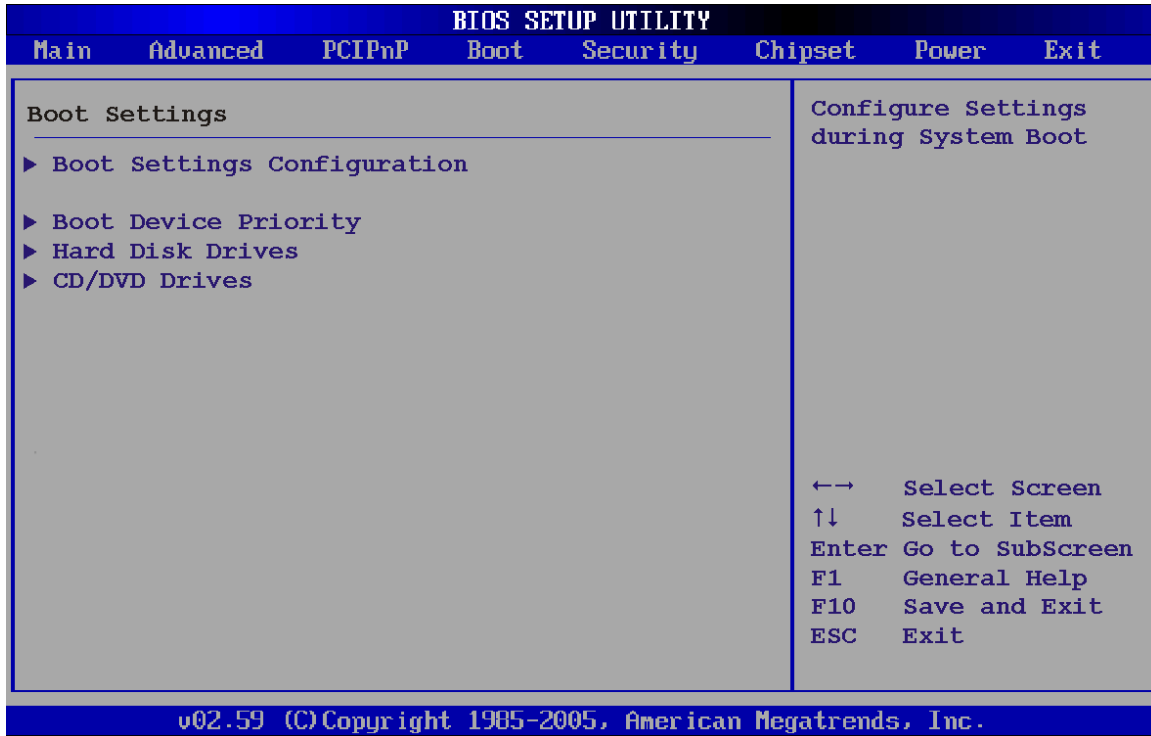 BIOS SETUP UTILITY
Main Advanced PCIPnP Boot Security Chipset Power Exit
Boot Settings
▶ Boot Settings Configuration
▶ Boot Device Priority
▶ Hard Disk Drives
▶ CD/DVD Drives
Configure Settings
during System Boot
←→ Select Screen
↑↓ Select Item
Enter Go to SubScreen
F1 General Help
F10 Save and Exit
ESC Exit
v02.59 (C)Copyright 1985-2005, American Megatrends, Inc.